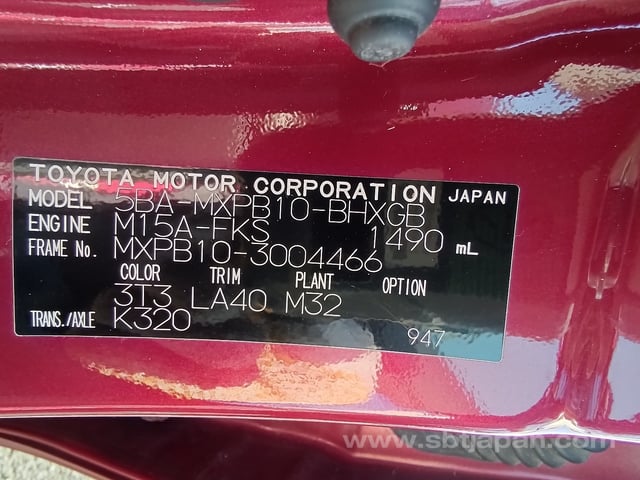 TOYOTA MOTOR CORPORATION JAPAN
MODEL 5BA-MXPB10-BHXGB
ENGINE M15A-FKS 1490 mL
FRAME No. MXPB10-3004466
COLOR TRIM PLANT OPTION
3T3 LA40 M32
TRANS./AXLE K320
947
www.sbtjapan.com